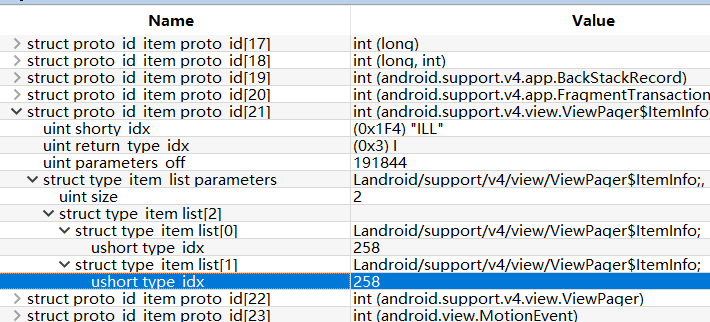 Name Value
struct proto_id_item proto_id[17] int (long)
struct proto_id_item proto_id[18] int (long, int)
struct proto_id_item proto_id[19] int (android.support.v4.app.BackStackRecord)
struct proto_id_item proto_id[20] int (android.support.v4.app.FragmentTransaction
struct proto_id_item proto_id[21] int (android.support.v4.view.ViewPager$ItemInfo
uint shorty_idx (0x1F4) "ILL"
uint return_type_idx (0x3) I
uint parameters_off 191844
struct type_item_list parameters Landroid/support/v4/view/ViewPager$ItemInfo;,
uint size 2
struct type_item list[2]
struct type_item list[0] Landroid/support/v4/view/ViewPager$ItemInfo;
ushort type_idx 258
struct type_item list[1] Landroid/support/v4/view/ViewPager$ItemInfo;
ushort type_idx 258
struct proto_id_item proto_id[22] int (android.support.v4.view.ViewPager)
struct proto_id_item proto_id[23] int (android.view.MotionEvent)